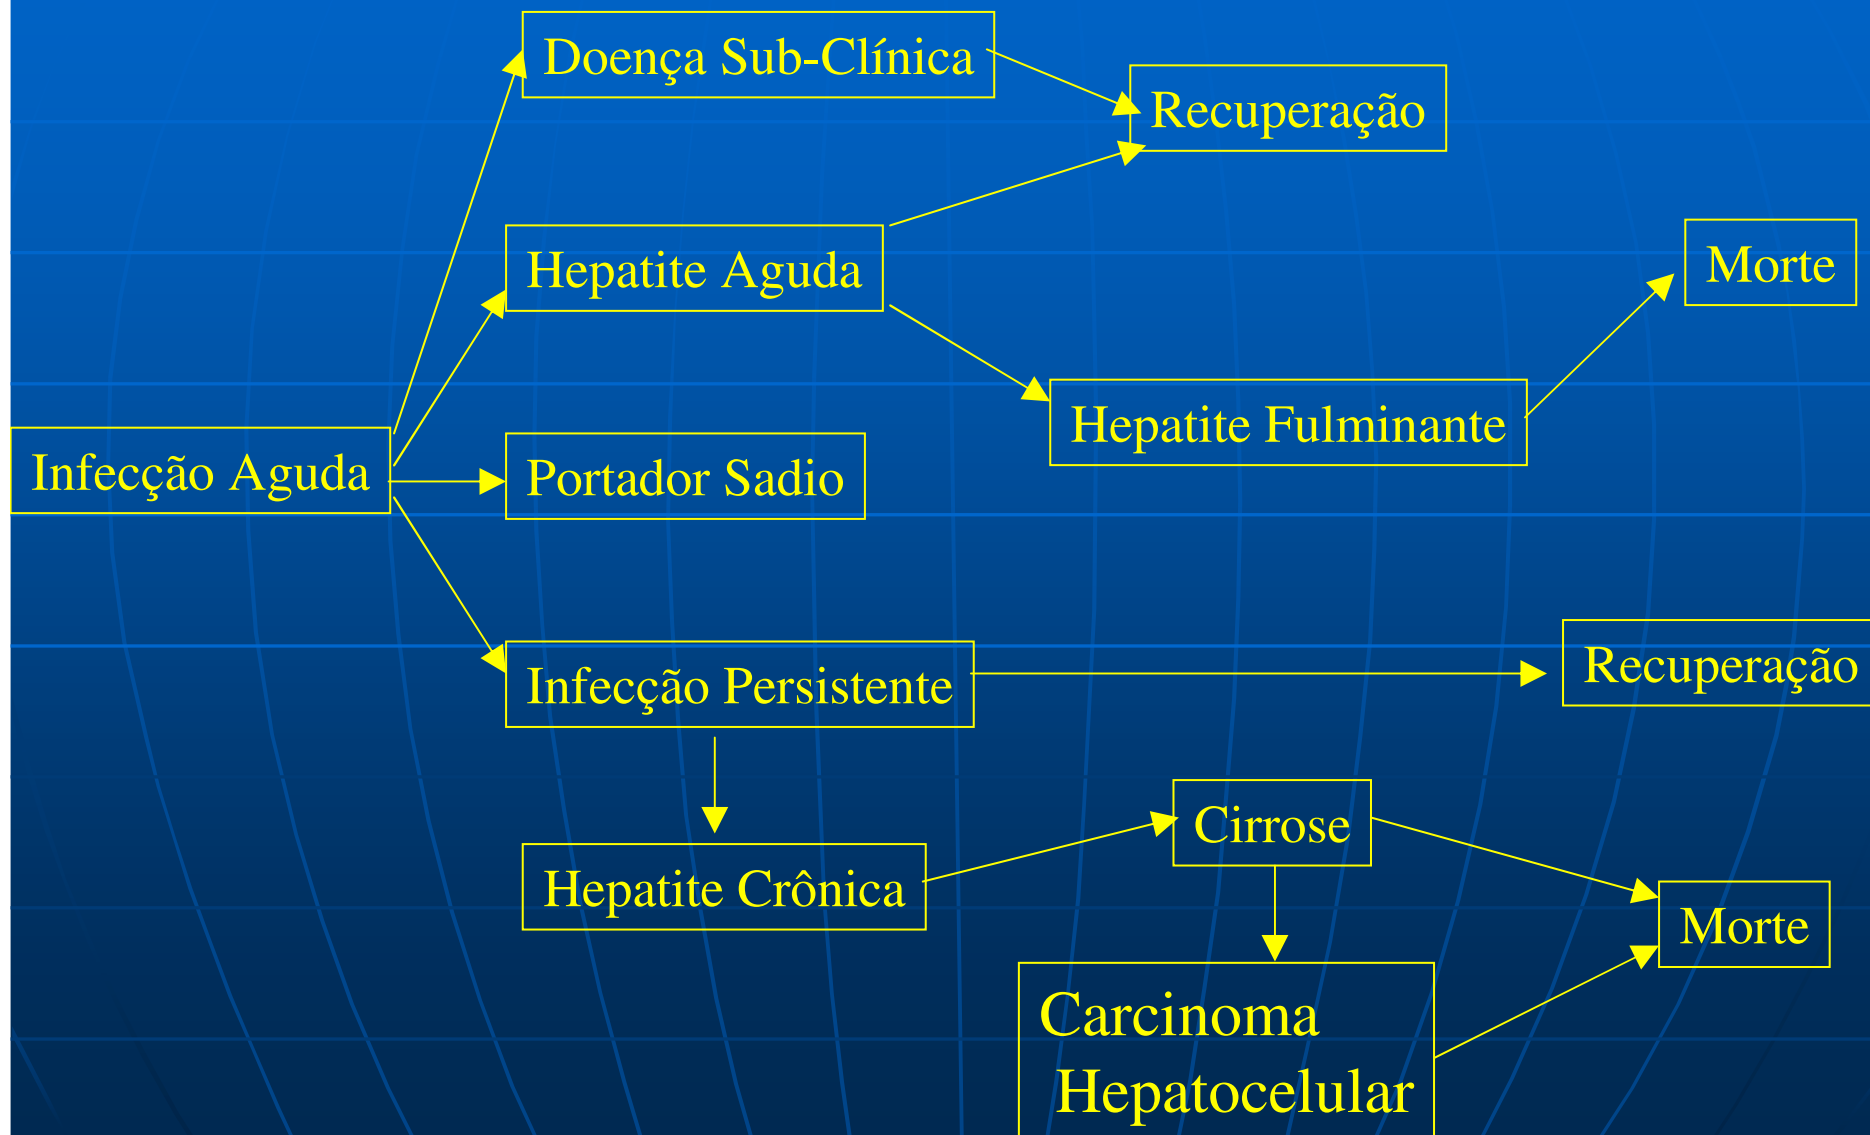 Doença Sub-Clínica
Recuperação
Hepatite Aguda
Morte
Hepatite Fulminante
Infecção Aguda
Portador Sadio
Infecção Persistente
Recuperação
Cirrose
Hepatite Crônica
Morte
Carcinoma
Hepatocelular